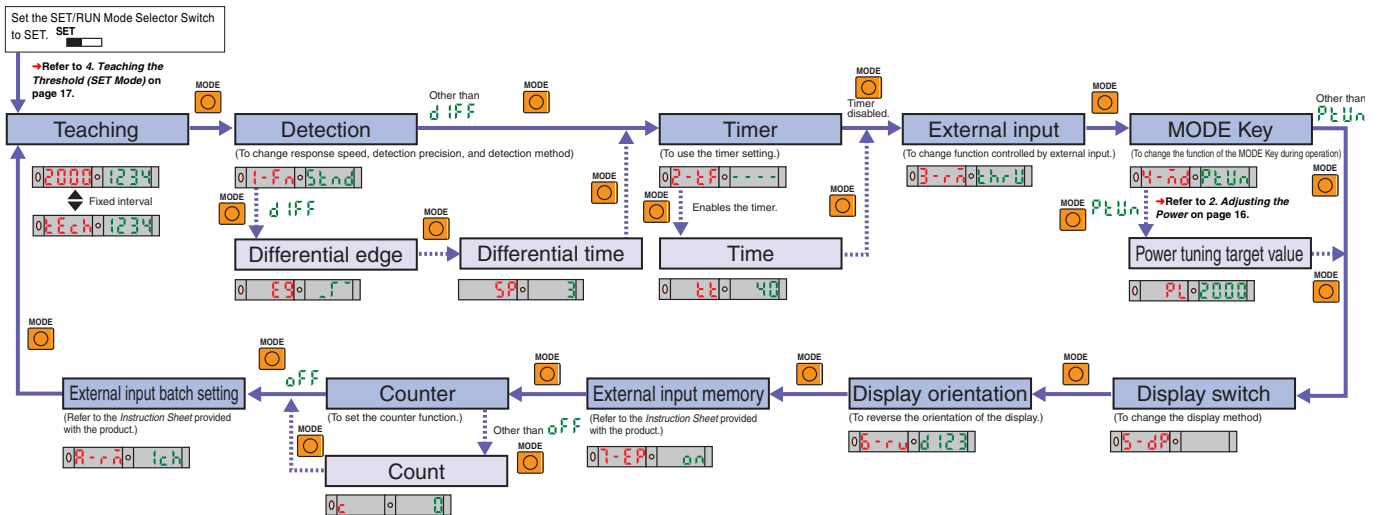 Set the SET/RUN Mode Selector Switch
to SET. SET
→Refer to 4. Teaching the
Threshold (SET Mode) on
page 17.
MODE
Other than
d iFF
MODE
MODE
Timer
disabled.
MODE
Other than
PtUn
Teaching
Detection
Timer
External input
MODE Key
(To change response speed, detection precision, and detection method)
(To use the timer setting.)
(To change function controlled by external input.)
(To change the function of the MODE Key during operation)
2000 1234
1-Fn Stnd
2-tF ----
3-rm thrU
4-md PtUn
MODE
Fixed interval
tEch 1234
MODE
d iFF
MODE
MODE
MODE
Enables the timer.
MODE
MODE
PtUn
→Refer to 2. Adjusting the
Power on page 16.
Differential edge
Differential time
Time
Power tuning target value
MODE
Eg
SP 3
tt 40
PL 2000
MODE
MODE
oFF
MODE
MODE
MODE
External input batch setting
Counter
External input memory
Display orientation
Display switch
(Refer to the Instruction Sheet provided
with the product.)
(To set the counter function.)
(Refer to the Instruction Sheet provided
with the product.)
(To reverse the orientation of the display.)
(To change the display method)
MODE
Other than oFF
MODE
A-rm 1ch
7-EP on
6-ru d123
5-dP
Count
c 0